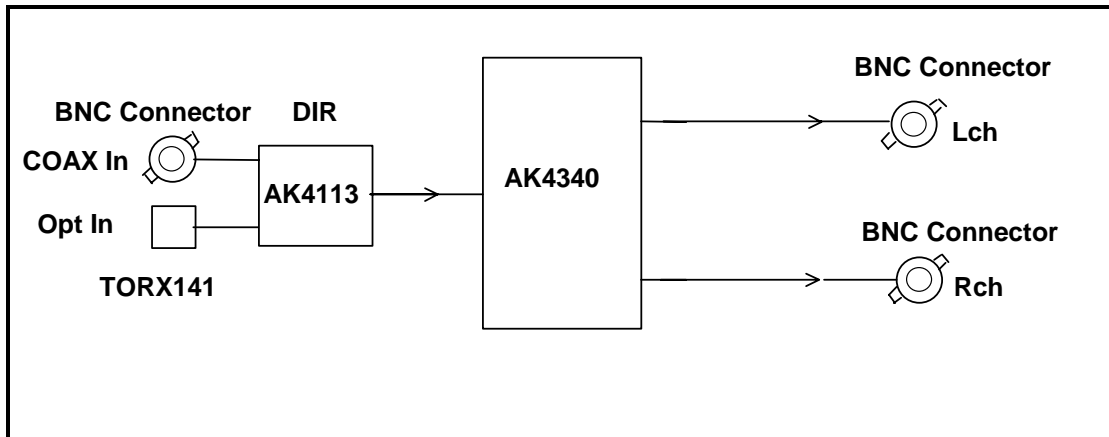 BNC Connector
DIR
COAX In
AK4113
Opt In
TORX141
AK4340
BNC Connector
Lch
BNC Connector
Rch